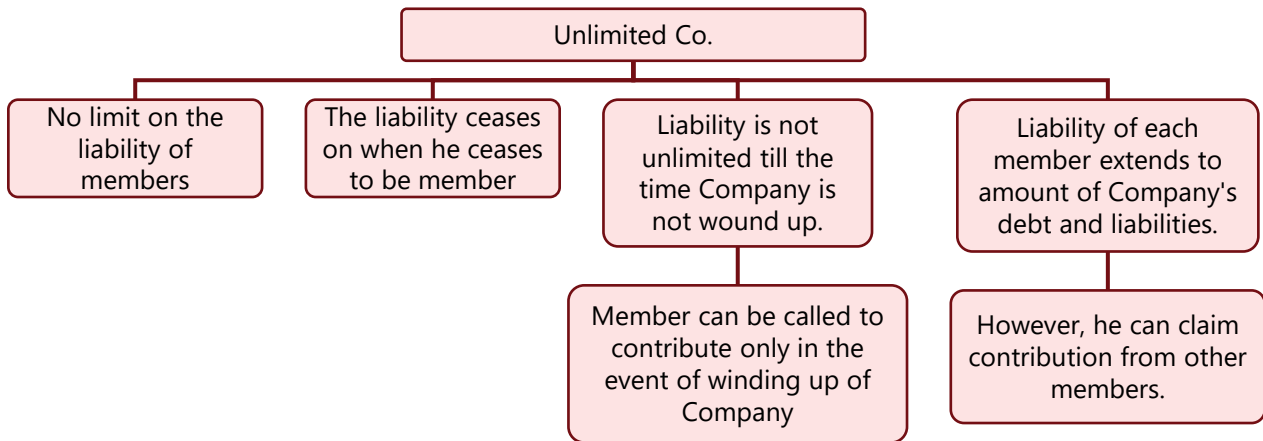 Unlimited Co.
No limit on the
liability of
members
The liability ceases
on when he ceases
to be member
Liability is not
unlimited till the
time Company is
not wound up.
Liability of each
member extends to
amount of Company's
debt and liabilities.
Member can be called to
contribute only in the
event of winding up of
Company
However, he can claim
contribution from other
members.